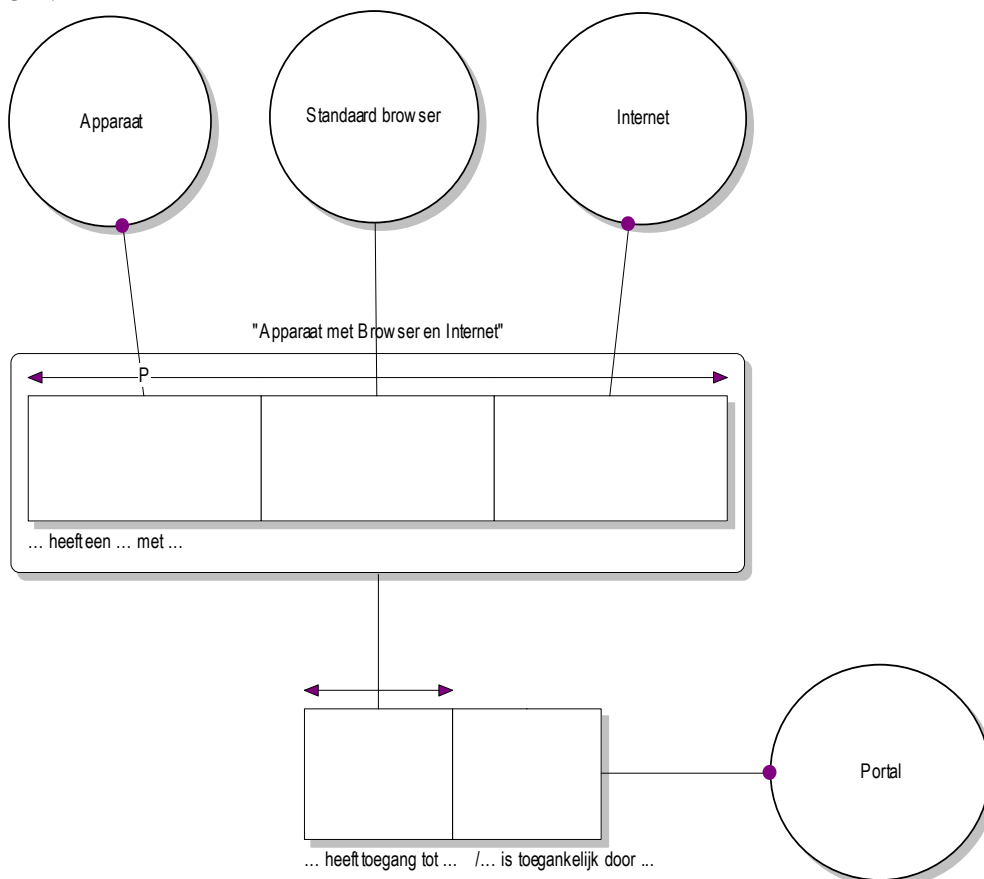 Apparaat
Standaard browser
Internet
"Apparaat met Browser en Internet"
P
... heeft een ... met ...
Portal
... heeft toegang tot ... /... is toegankelijk door ...